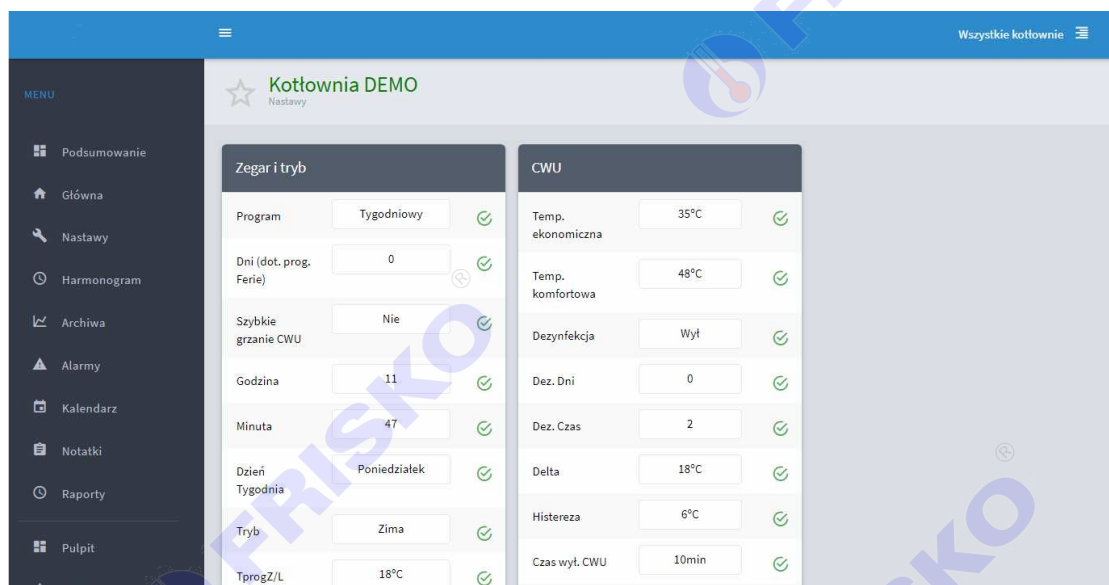 Wszystkie kotłownie
MENU
Podsumowanie
Główna
Nastawy
Harmonogram
Archiwa
Alarmy
Kalendarz
Notatki
Raporty
Pulpit
Kotłownia DEMO
Nastawy
Zegar i tryb
Program Tygodniowy
Dni (dot. prog.
Ferie) 0
Szybkie
grzanie CWU Nie
Godzina 11
Minuta 47
Dzień
Tygodnia Poniedziałek
Tryb Zima
TprogZ/L 18°C
CWU
Temp.
ekonomiczna 35°C
Temp.
komfortowa 48°C
Dezynfekcja Wył
Dez. Dni 0
Dez. Czas 2
Delta 18°C
Histereza 6°C
Czas wył. CWU 10min
FRISKO ®